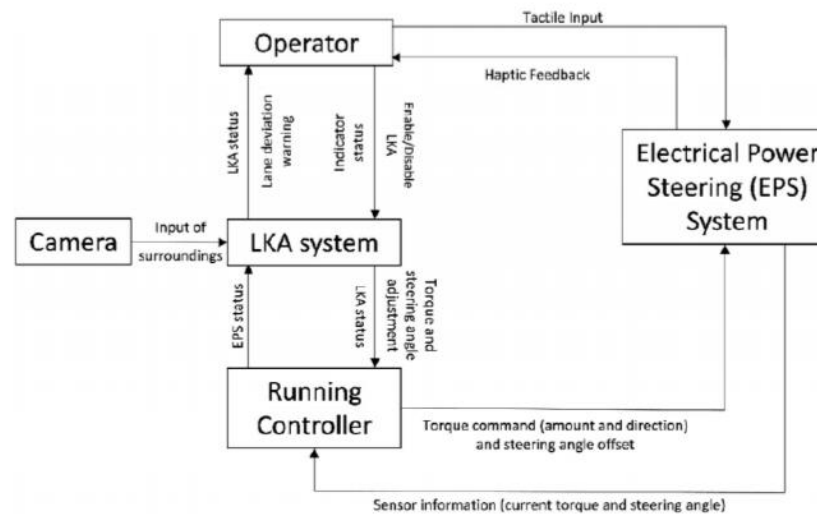 Tactile Input
Operator
Haptic Feedback
LKA status
Lane deviation
warning
Indicator
status
Enable/Disable
LKA
Electrical Power
Steering (EPS)
System
Camera
Input of
surroundings
LKA system
EPS status
LKA status
Torque and
steering angle
adjustment
Running
Controller
Torque command (amount and direction)
and steering angle offset
Sensor information (current torque and steering angle)